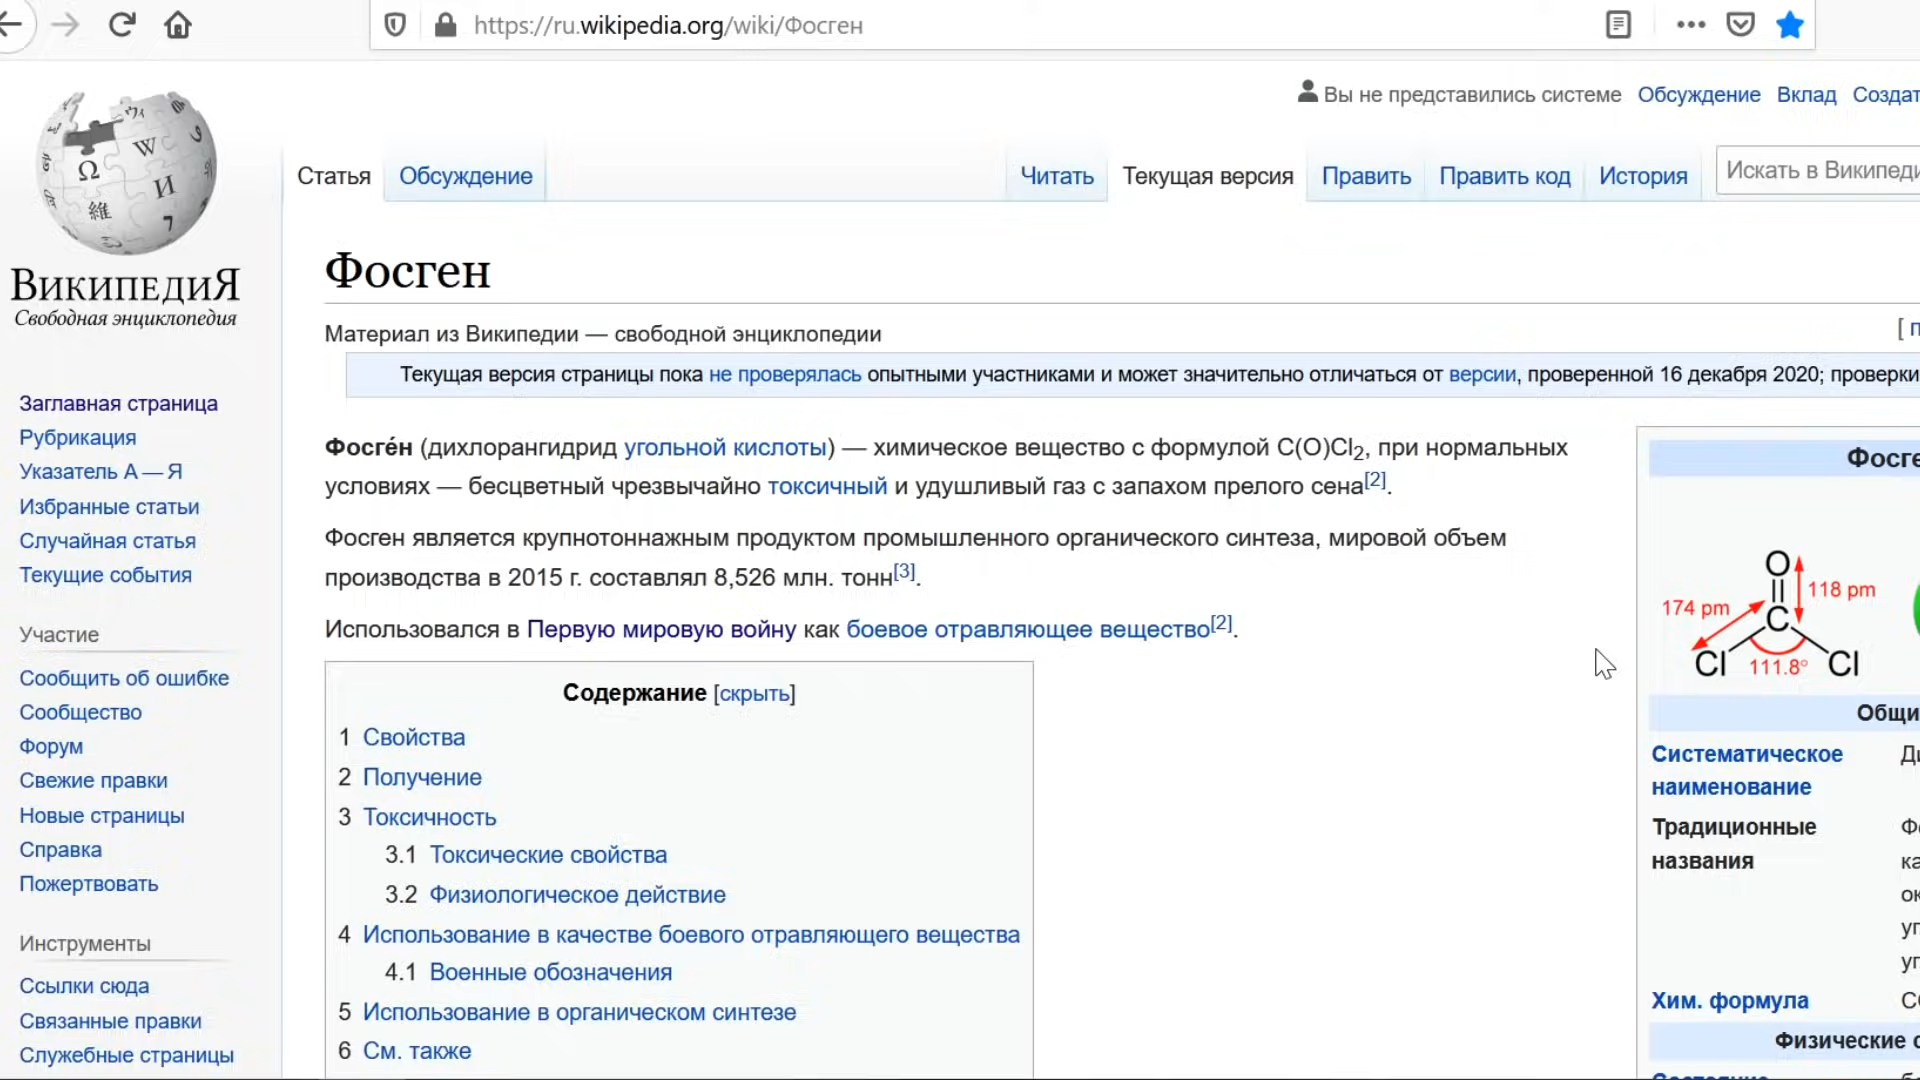 https://ru.wikipedia.org/wiki/Фосген
Вы не представились системе Обсуждение Вклад
Статья Обсуждение Читать Текущая версия Править Править код История Искать в
ВикипедиЯ
Свободная энциклопедия
Заглавная страница
Рубрикация
Указатель А — Я
Избранные статьи
Случайная статья
Текущие события
Участие
Сообщить об ошибке
Сообщество
Форум
Свежие правки
Новые страницы
Справка
Пожертвовать
Инструменты
Ссылки сюда
Связанные правки
Служебные страницы
Фосген
Материал из Википедии — свободной энциклопедии
Текущая версия страницы пока не проверялась опытными участниками и может значительно отличаться от версии, проверенной 16 декабря 2020; проверки
Фосге́н (дихлорангидрид угольной кислоты) — химическое вещество с формулой C(O)Cl2, при нормальных
условиях — бесцветный чрезвычайно токсичный и удушливый газ с запахом прелого сена[2].
Фосген является крупнотоннажным продуктом промышленного органического синтеза, мировой объем
производства в 2015 г. составлял 8,526 млн. тонн[3].
Использовался в Первую мировую войну как боевое отравляющее вещество[2].
Содержание [скрыть]
1 Свойства
2 Получение
3 Токсичность
3.1 Токсические свойства
3.2 Физиологическое действие
4 Использование в качестве боевого отравляющего вещества
4.1 Военные обозначения
5 Использование в органическом синтезе
6 См. также
O
174 pm 118 pm
C
Cl 111.8° Cl
Систематическое
наименование
Традиционные
названия
Хим. формула
Физические